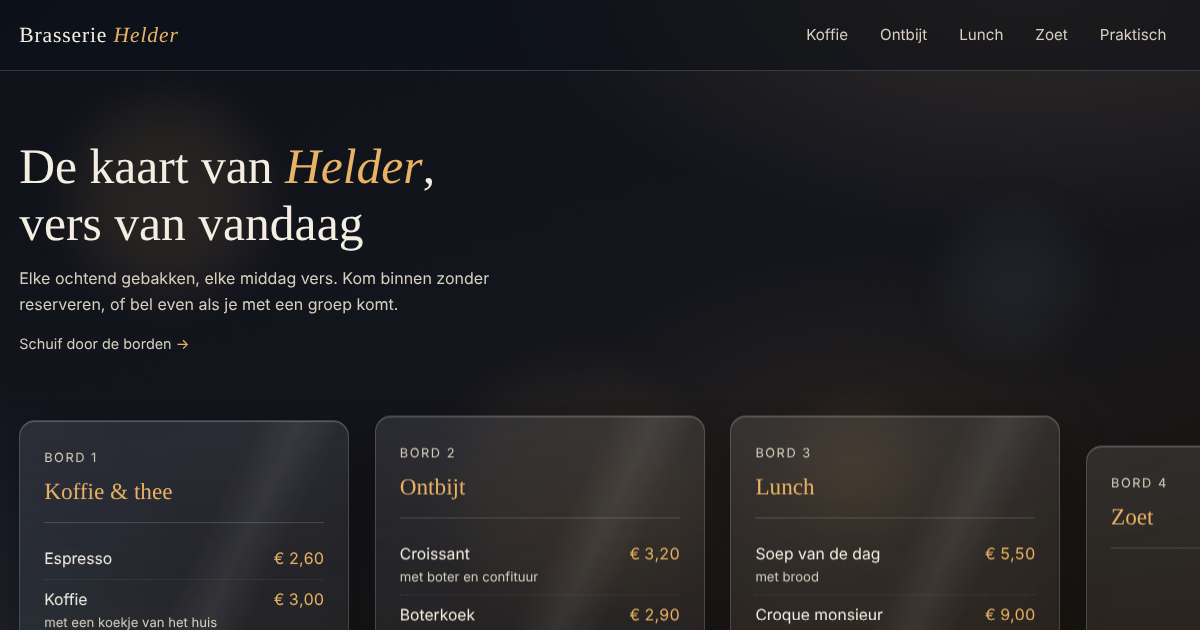 Brasserie Helder
Koffie Ontbijt Lunch Zoet Praktisch
De kaart van Helder,
vers van vandaag
Elke ochtend gebakken, elke middag vers. Kom binnen zonder
reserveren, of bel even als je met een groep komt.
Schuif door de borden →
BORD 1
Koffie & thee
Espresso € 2,60
Koffie € 3,00
met een koekje van het huis
BORD 2
Ontbijt
Croissant € 3,20
met boter en confituur
Boterkoek € 2,90
BORD 3
Lunch
Soep van de dag € 5,50
met brood
Croque monsieur € 9,00
BORD 4
Zoet